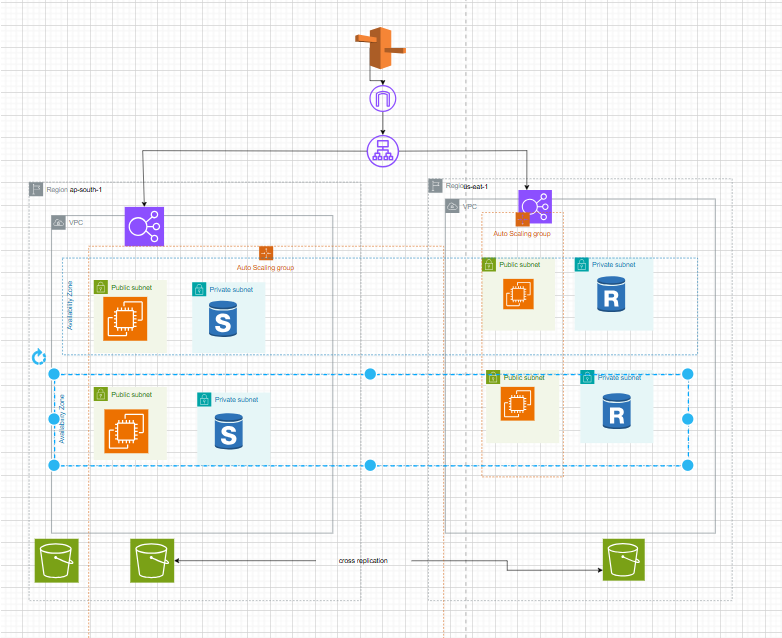 Region ap-south-1
Region us-eat-1
VPC
VPC
Auto Scaling group
Auto Scaling group
Availability Zone
Public subnet
Private subnet
Public subnet
Private subnet
S
R
Availability Zone
Public subnet
Private subnet
Public subnet
Private subnet
S
R
cross replication